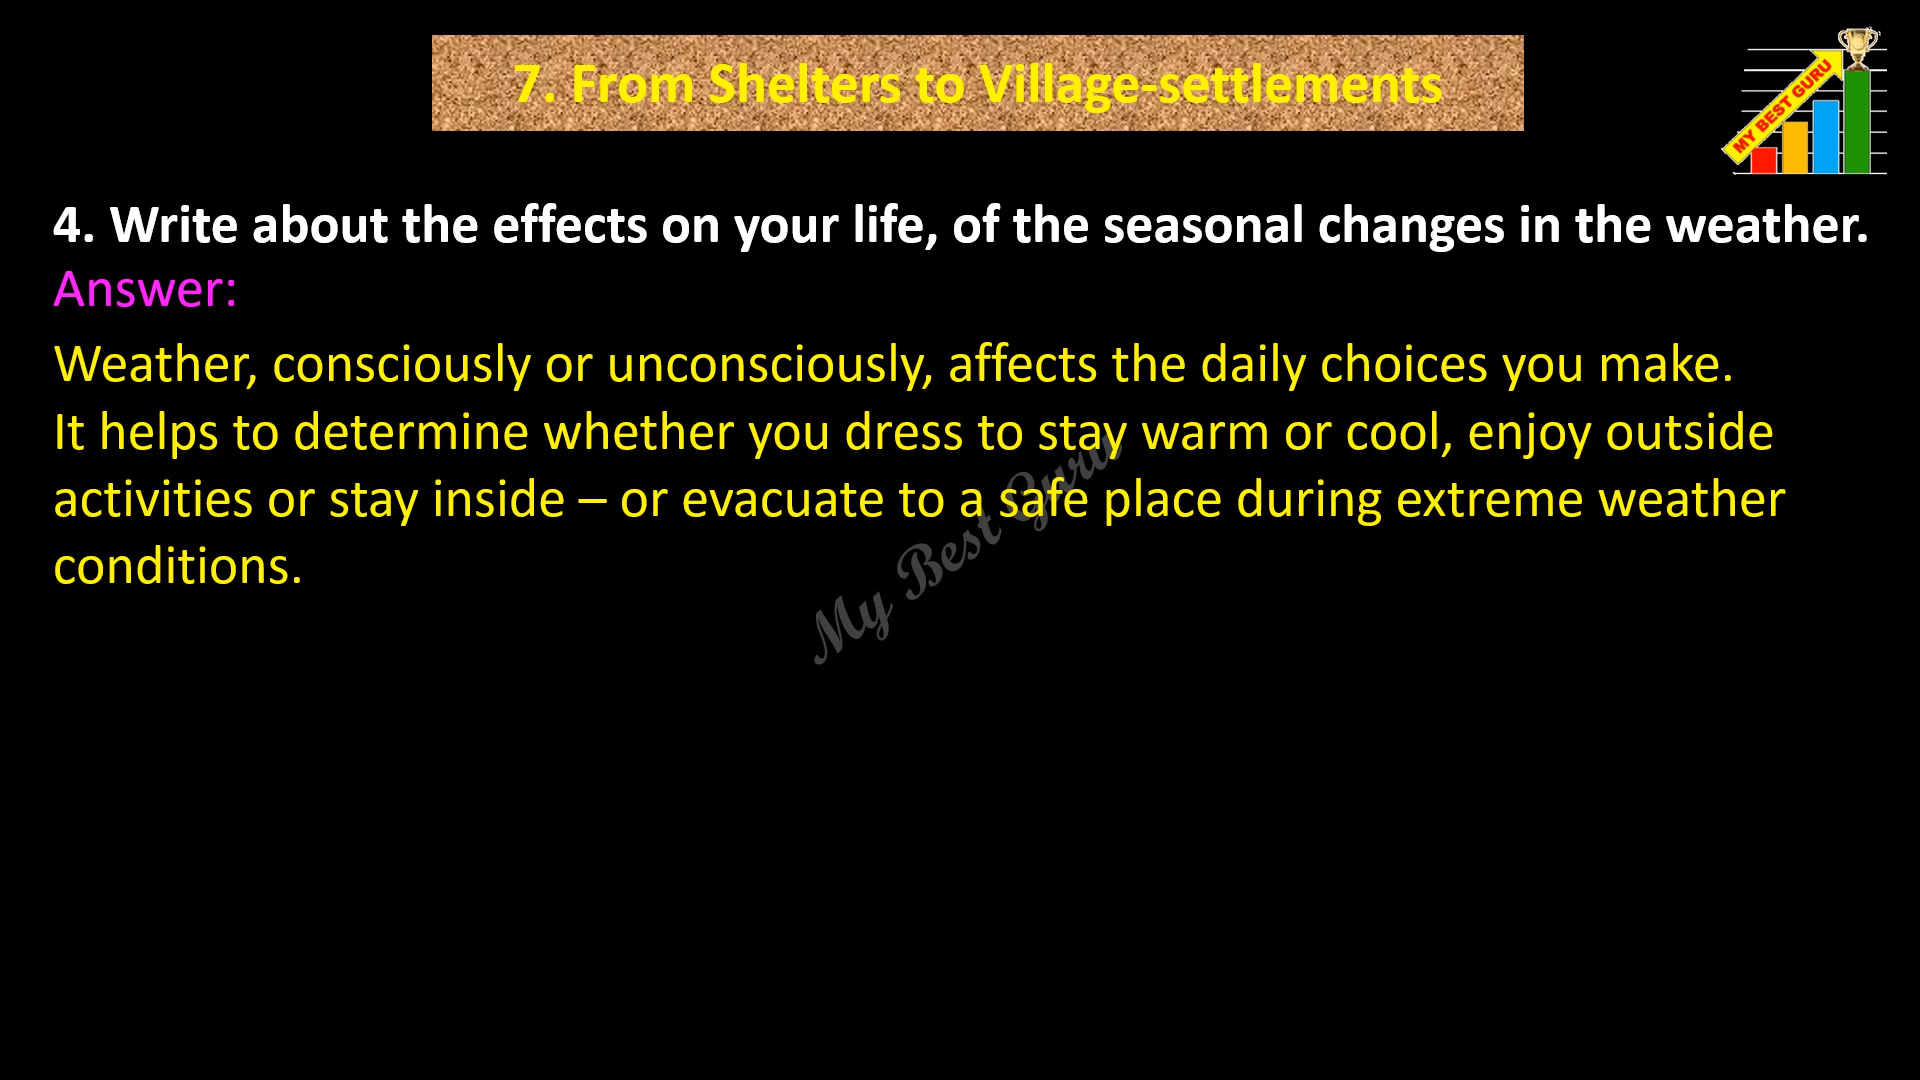 7. From Shelters to Village-settlements
MY BEST GURU
4. Write about the effects on your life, of the seasonal changes in the weather.
Answer:
Weather, consciously or unconsciously, affects the daily choices you make.
It helps to determine whether you dress to stay warm or cool, enjoy outside
activities or stay inside – or evacuate to a safe place during extreme weather
conditions.
My Best Guru